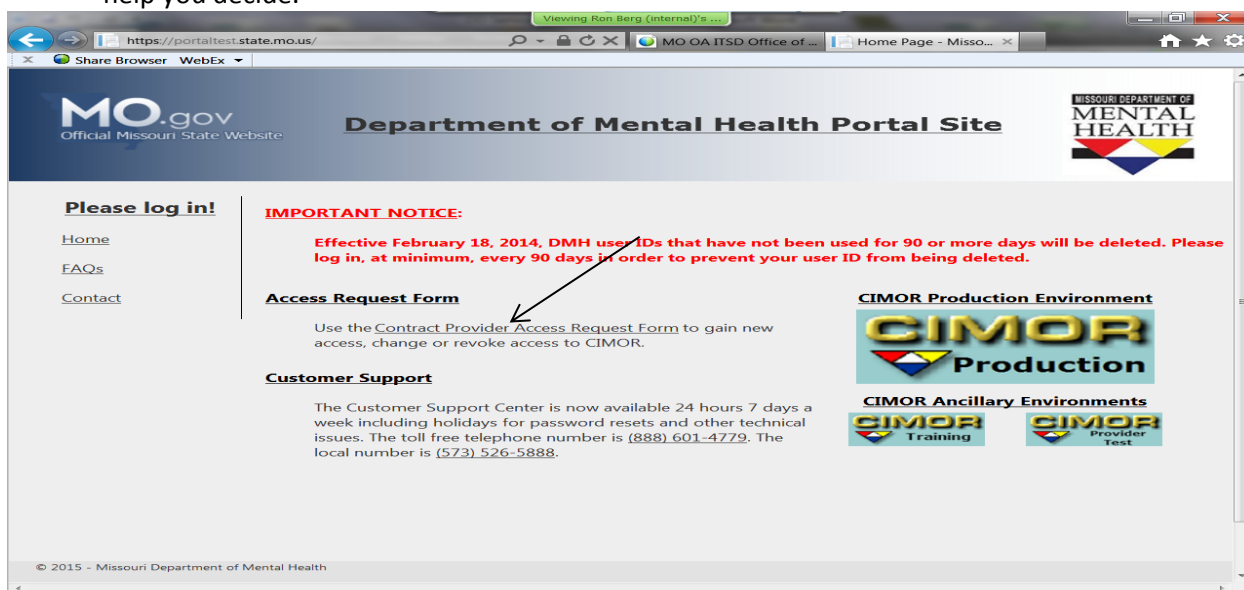 help you decide.
Viewing Ron Berg (internal)'s ...
https://portaltest.state.mo.us/
MO OA ITSD Office of ...
Home Page - Misso...
Share Browser WebEx
MO.gov
Official Missouri State Website
Department of Mental Health Portal Site
MISSOURI DEPARTMENT OF
MENTAL
HEALTH
Please log in!
Home
FAQs
Contact
IMPORTANT NOTICE:
Effective February 18, 2014, DMH user IDs that have not been used for 90 or more days will be deleted. Please
log in, at minimum, every 90 days in order to prevent your user ID from being deleted.
Access Request Form
Use the Contract Provider Access Request Form to gain new
access, change or revoke access to CIMOR.
Customer Support
The Customer Support Center is now available 24 hours 7 days a
week including holidays for password resets and other technical
issues. The toll free telephone number is (888) 601-4779. The
local number is (573) 526-5888.
CIMOR Production Environment
CIMOR
Production
CIMOR Ancillary Environments
CIMOR
Training
CIMOR
Provider
Test
© 2015 - Missouri Department of Mental Health